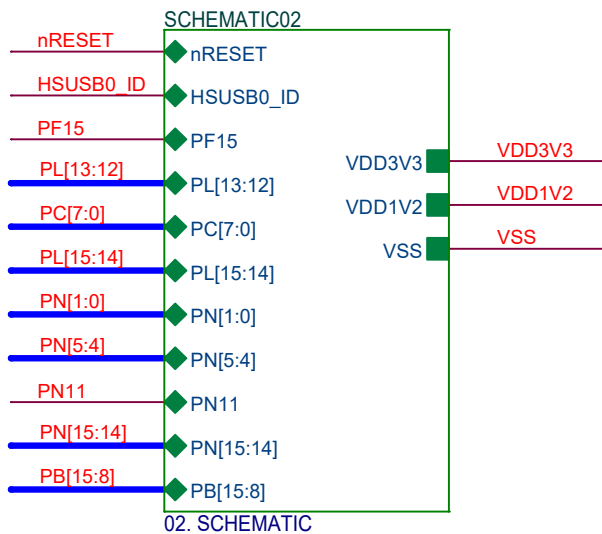 SCHEMATIC02
nRESET
nRESET
HSUSB0_ID
HSUSB0_ID
PF15
PF15
PL[13:12]
PL[13:12]
PC[7:0]
PC[7:0]
PL[15:14]
PL[15:14]
PN[1:0]
PN[1:0]
PN[5:4]
PN[5:4]
PN11
PN11
PN[15:14]
PN[15:14]
PB[15:8]
PB[15:8]
VDD3V3
VDD3V3
VDD1V2
VDD1V2
VSS
VSS
02. SCHEMATIC